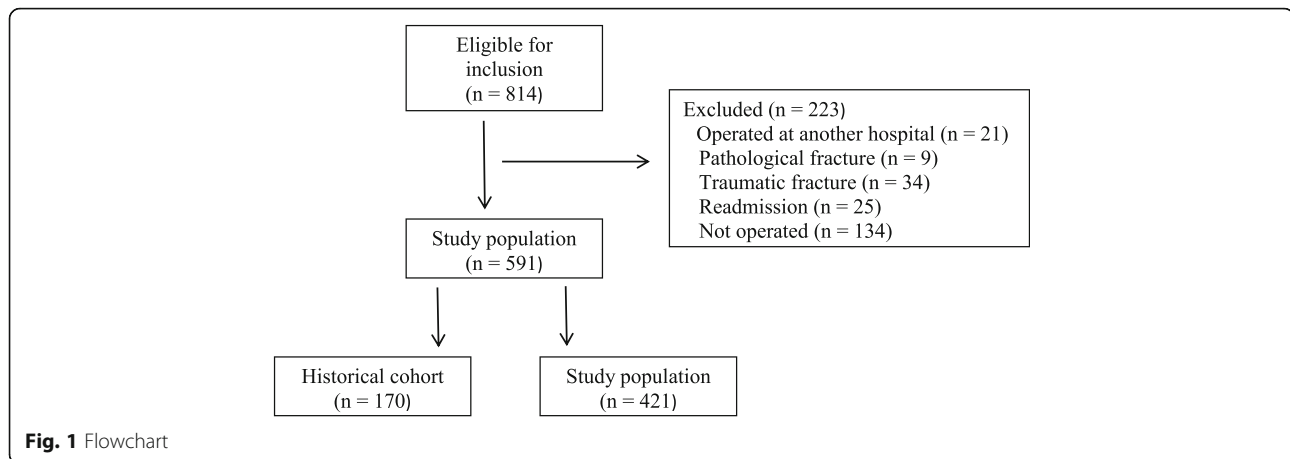 Eligible for
inclusion
(n = 814)
Excluded (n = 223)
Operated at another hospital (n = 21)
Pathological fracture (n = 9)
Traumatic fracture (n = 34)
Readmission (n = 25)
Not operated (n = 134)
Study population
(n = 591)
Historical cohort
(n = 170)
Study population
(n = 421)
Fig. 1 Flowchart